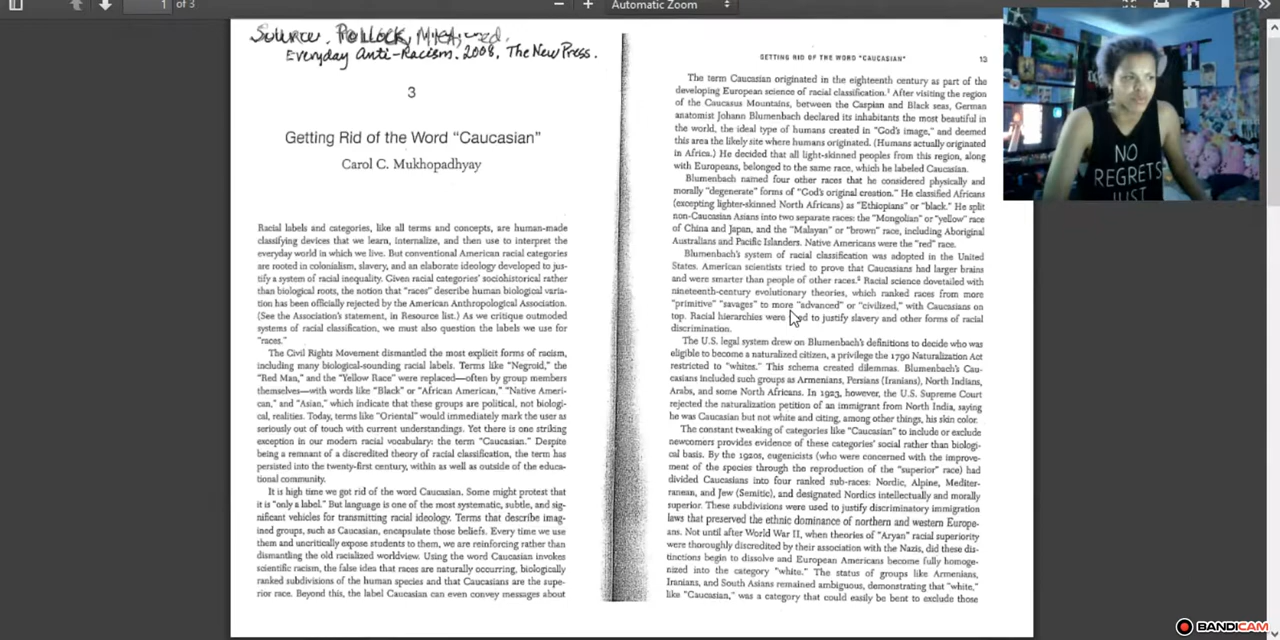 1 of 3
Automatic Zoom
Source. Pollock, Mica, ed.
Everyday Anti-Racism. 2008, The New Press.
3
Getting Rid of the Word "Caucasian"
Carol C. Mukhopadhyay
Racial labels and categories, like all terms and concepts, are human-made
classifying devices that we learn, internalize, and then use to interpret the
everyday world in which we live. But conventional American racial categories
are rooted in colonialism, slavery, and an elaborate ideology developed to jus-
tify a system of racial inequality. Given racial categories' sociohistorical rather
than biological roots, the notion that "races" describe human biological varia-
tion has been officially rejected by the American Anthropological Association.
(See the Association's statement, in Resource list.) As we critique outmoded
systems of racial classification, we must also question the labels we use for
"races."
The Civil Rights Movement dismantled the most explicit forms of racism,
including many biological-sounding racial labels. Terms like "Negroid," the
"Red Man," and the "Yellow Race" were replaced—often by group members
themselves—with words like "Black" or "African American," "Native Ameri-
can," and "Asian," which indicate that these groups are political, not biologi-
cal, realities. Today, terms like "Oriental" would immediately mark the user as
seriously out of touch with current understandings. Yet there is one striking
exception in our modern racial vocabulary: the term "Caucasian." Despite
being a remnant of a discredited theory of racial classification, the term has
persisted into the twenty-first century, within as well as outside of the educa-
tional community.
It is high time we got rid of the word Caucasian. Some might protest that
it is "only a label." But language is one of the most systematic, subtle, and sig-
nificant vehicles for transmitting racial ideology. Terms that describe imag-
ined groups, such as Caucasian, encapsulate those beliefs. Every time we use
them and uncritically expose students to them, we are reinforcing rather than
dismantling the old racialized worldview. Using the word Caucasian invokes
scientific racism, the false idea that races are naturally occurring, biologically
ranked subdivisions of the human species and that Caucasians are the supe-
rior race. Beyond this, the label Caucasian can even convey messages about
GETTING RID OF THE WORD "CAUCASIAN" 13
The term Caucasian originated in the eighteenth century as part of the
developing European science of racial classification.¹ After visiting the region
of the Caucasus Mountains, between the Caspian and Black seas, German
anatomist Johann Blumenbach declared its inhabitants the most beautiful in
the world, the ideal type of humans created in "God's image," and deemed
this area the likely site where humans originated. (Humans actually originated
in Africa.) He decided that all light-skinned peoples from this region, along
with Europeans, belonged to the same race, which he labeled Caucasian.
Blumenbach named four other races that he considered physically and
morally "degenerate" forms of "God's original creation." He classified Africans
(excepting lighter-skinned North Africans) as "Ethiopians" or "black." He split
non-Caucasian Asians into two separate races: the "Mongolian" or "yellow" race
of China and Japan, and the "Malayan" or "brown" race, including Aboriginal
Australians and Pacific Islanders. Native Americans were the "red" race.
Blumenbach's system of racial classification was adopted in the United
States. American scientists tried to prove that Caucasians had larger brains
and were smarter than people of other races.² Racial science dovetailed with
nineteenth-century evolutionary theories, which ranked races from more
"primitive" "savages" to more "advanced" or "civilized," with Caucasians on
top. Racial hierarchies were to justify slavery and other forms of racial
discrimination.
The U.S. legal system drew on Blumenbach's definitions to decide who was
eligible to become a naturalized citizen, a privilege the 1790 Naturalization Act
restricted to "whites." This schema created dilemmas. Blumenbach's Cau-
casians included such groups as Armenians, Persians (Iranians), North Indians,
Arabs, and some North Africans. In 1923, however, the U.S. Supreme Court
rejected the naturalization petition of an immigrant from North India, saying
he was Caucasian but not white and citing, among other things, his skin color.
The constant tweaking of categories like "Caucasian" to include or exclude
newcomers provides evidence of these categories' social rather than biologi-
cal basis. By the 1920s, eugenicists (who were concerned with the improve-
ment of the species through the reproduction of the "superior" race) had
divided Caucasians into four ranked sub-races: Nordic, Alpine, Mediter-
ranean, and Jew (Semitic), and designated Nordics intellectually and morally
superior. These subdivisions were used to justify discriminatory immigration
laws that preserved the ethnic dominance of northern and western Europe-
ans. Not until after World War II, when theories of "Aryan" racial superiority
were thoroughly discredited by their association with the Nazis, did these dis-
tinctions begin to dissolve and European Americans become fully homoge-
nized into the category "white." The status of groups like Armenians,
Iranians, and South Asians remained ambiguous, demonstrating that "white,"
like "Caucasian," was a category that could easily be bent to exclude those
NO
REGRETS
JUST
BANDICAM